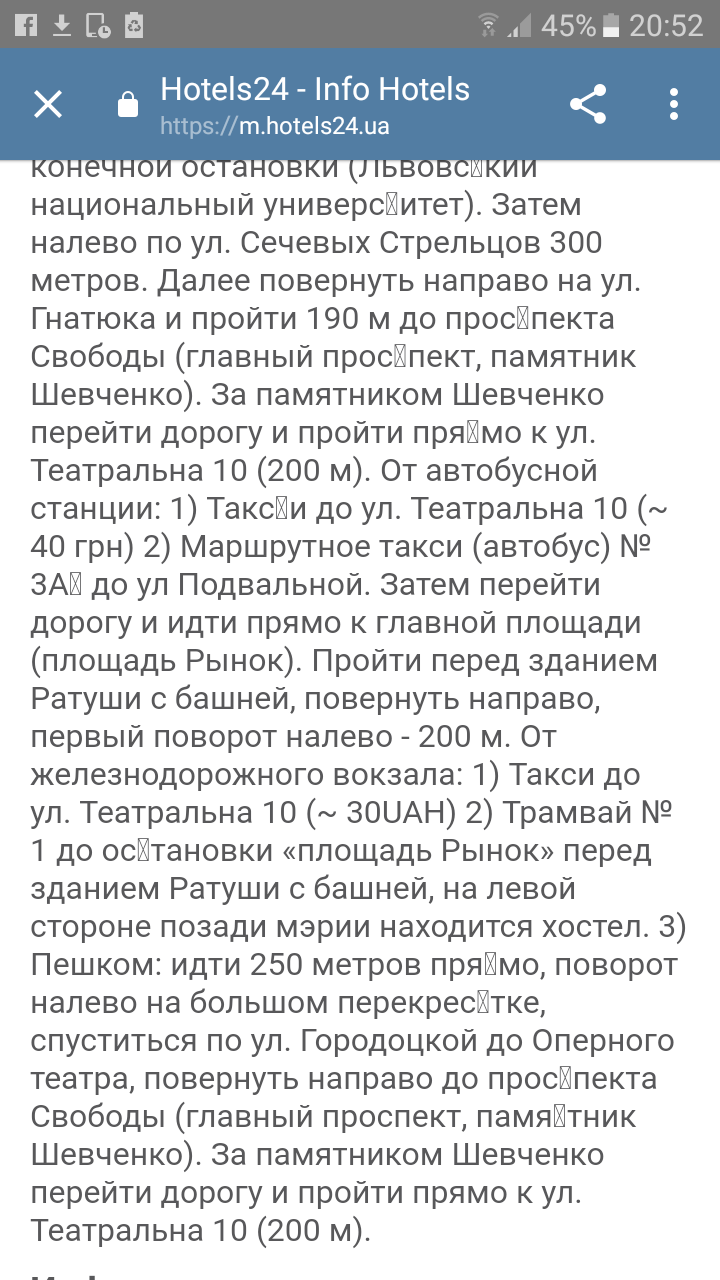 45% 20:52
Hotels24 - Info Hotels
https://m.hotels24.ua
конечной остановки (Львовс▯кий
национальный универс▯итет). Затем
налево по ул. Сечевых Стрельцов 300
метров. Далее повернуть направо на ул.
Гнатюка и пройти 190 м до прос▯пекта
Свободы (главный прос▯пект, памятник
Шевченко). За памятником Шевченко
перейти дорогу и пройти пря▯мо к ул.
Театральна 10 (200 м). От автобусной
станции: 1) Такс▯и до ул. Театральна 10 (~
40 грн) 2) Маршрутное такси (автобус) №
3А▯ до ул Подвальной. Затем перейти
дорогу и идти прямо к главной площади
(площадь Рынок). Пройти перед зданием
Ратуши с башней, повернуть направо,
первый поворот налево - 200 м. От
железнодорожного вокзала: 1) Такси до
ул. Театральна 10 (~ 30UAH) 2) Трамвай №
1 до ос▯тановки «площадь Рынок» перед
зданием Ратуши с башней, на левой
стороне позади мэрии находится хостел. 3)
Пешком: идти 250 метров пря▯мо, поворот
налево на большом перекрес▯тке,
спуститься по ул. Городоцкой до Оперного
театра, повернуть направо до прос▯пекта
Свободы (главный проспект, памя▯тник
Шевченко). За памятником Шевченко
перейти дорогу и пройти прямо к ул.
Театральна 10 (200 м).